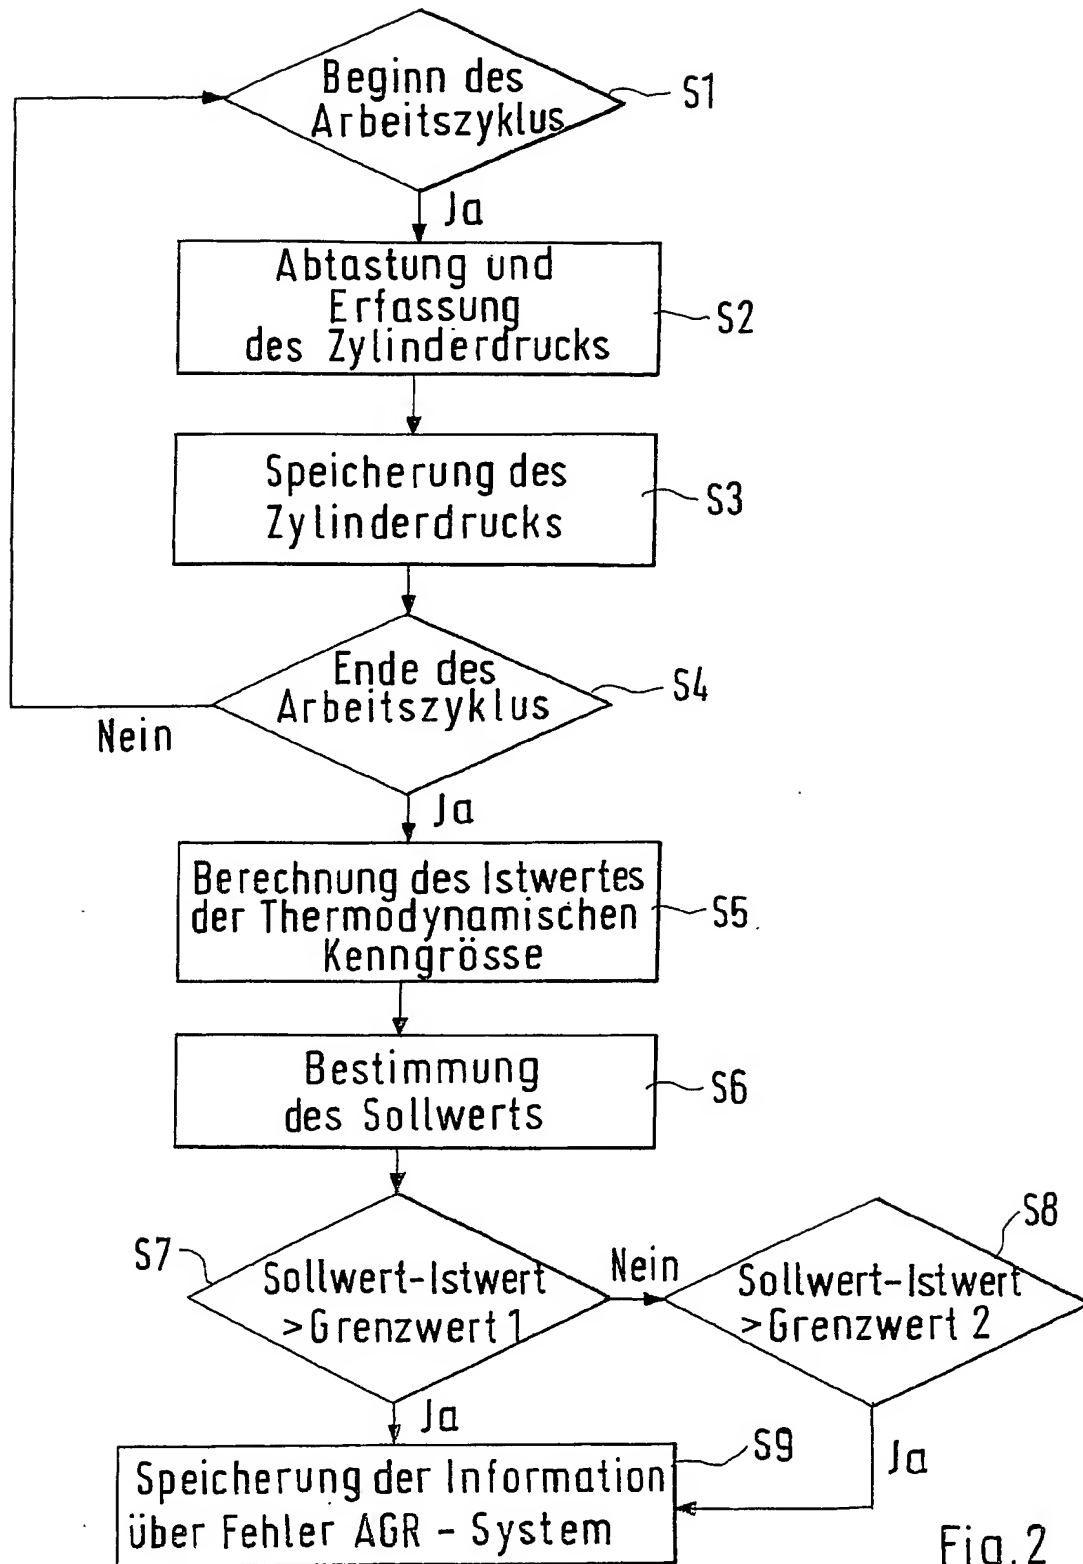 Beginn des
Arbeitszyklus
S1
Ja
Abtastung und
Erfassung
des Zylinderdrucks
S2
Speicherung des
Zylinderdrucks
S3
Ende des
Arbeitszyklus
S4
Nein
Ja
Berechnung des Istwertes
der Thermodynamischen
Kenngrösse
S5
Bestimmung
des Sollwerts
S6
S7
Sollwert-Istwert
>Grenzwert 1
Nein
S8
Sollwert-Istwert
>Grenzwert 2
Ja
Ja
S9
Speicherung der Information
über Fehler AGR - System
Fig.2